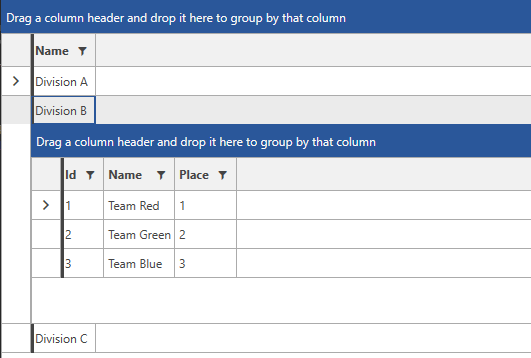 Drag a column header and drop it here to group by that column
Name
Division A
Division B
Drag a column header and drop it here to group by that column
Id Name Place
1 Team Red 1
2 Team Green 2
3 Team Blue 3
Division C